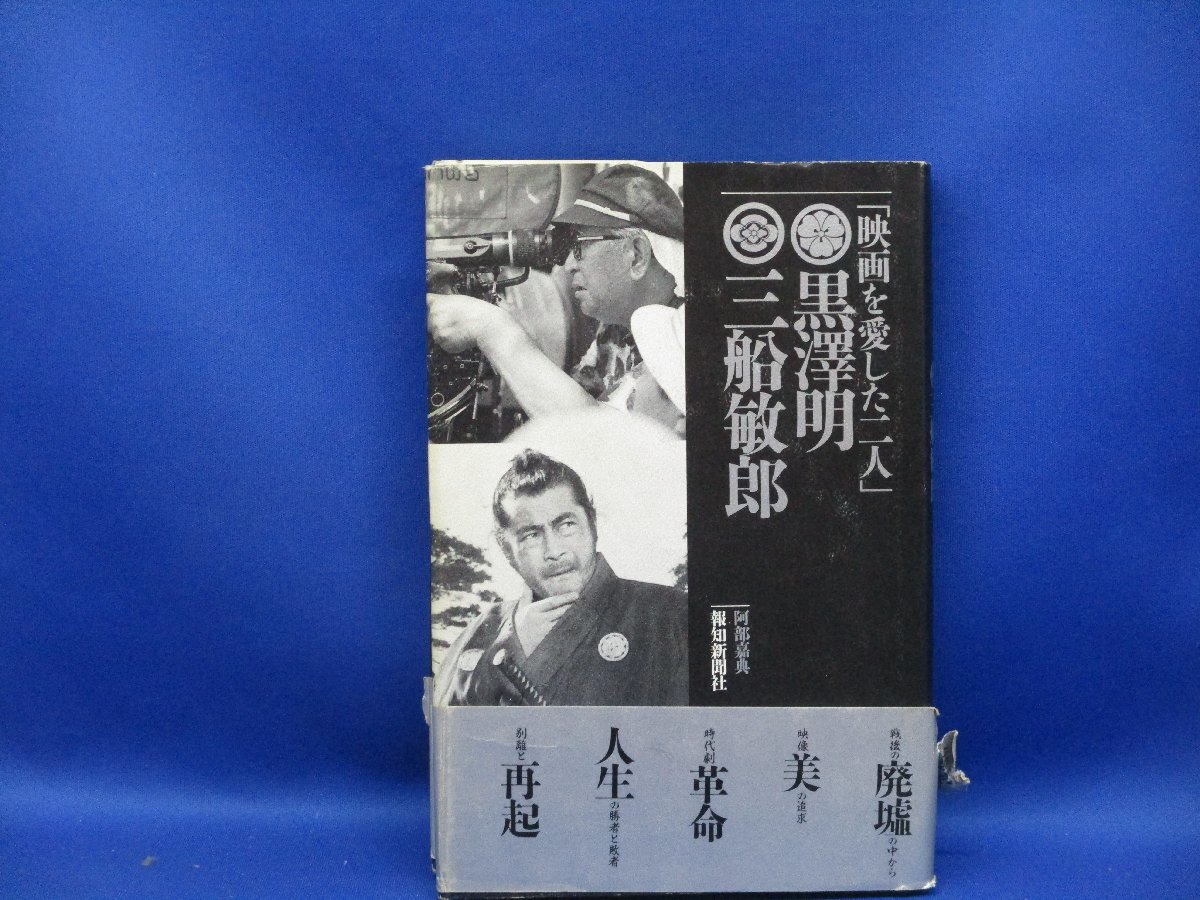 「映画を愛した二人」
黒澤明
三船敏郎
阿部嘉典
報知新聞社
戦後の廃墟の中から
映像美の追求
時代劇革命
人生の勝者と敗者
別離と再起